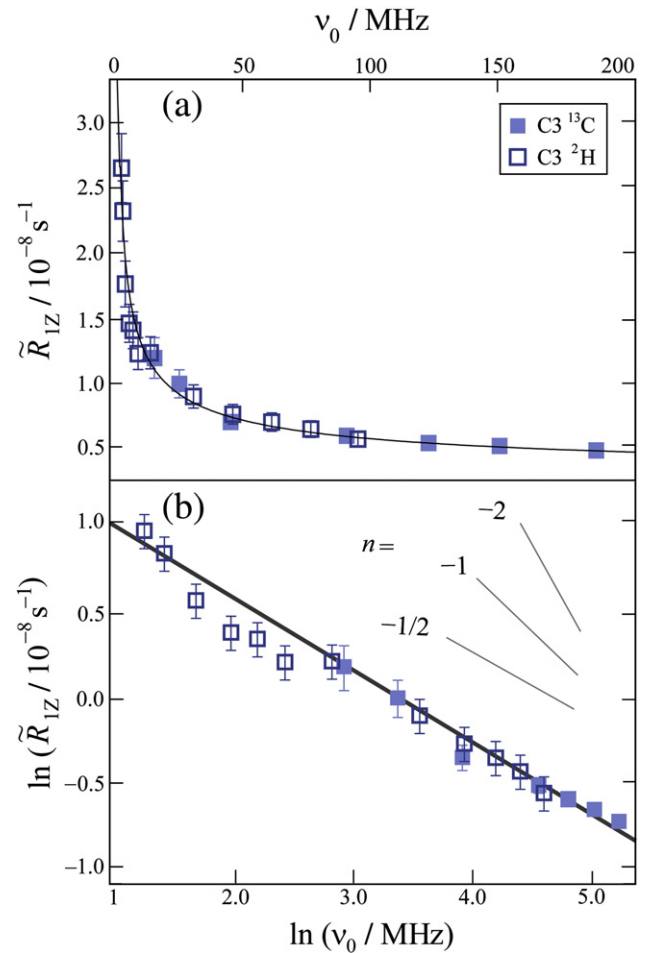 ν₀ / MHz
0 50 100 150 200
(a)
C3 ¹³C
C3 ²H
3.0
2.5
2.0
1.5
1.0
0.5
R̃₁Z / 10⁻⁸ s⁻¹
(b)
1.0
0.5
0.0
−0.5
−1.0
ln (R̃₁Z / 10⁻⁸ s⁻¹)
n =
−2
−1
−1/2
1 2.0 3.0 4.0 5.0
ln (ν₀ / MHz)